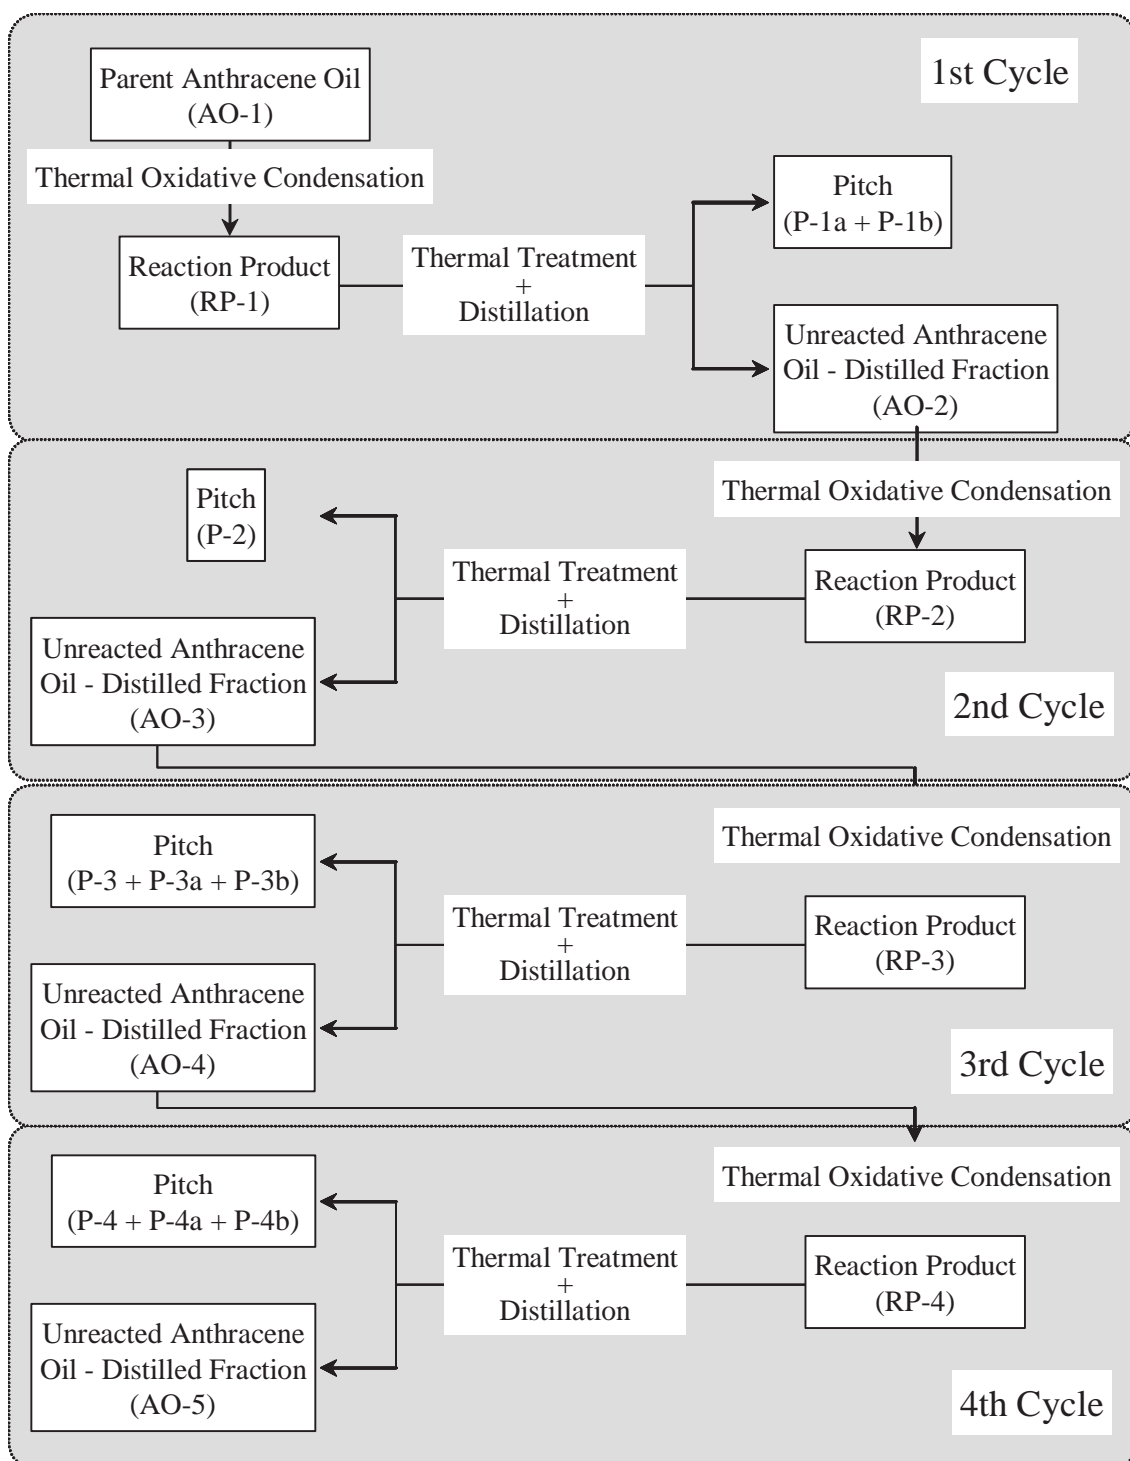 1st Cycle
Parent Anthracene Oil
(AO-1)
Thermal Oxidative Condensation
Reaction Product
(RP-1)
Thermal Treatment
+
Distillation
Pitch
(P-1a + P-1b)
Unreacted Anthracene
Oil - Distilled Fraction
(AO-2)
Thermal Oxidative Condensation
Reaction Product
(RP-2)
Thermal Treatment
+
Distillation
Pitch
(P-2)
Unreacted Anthracene
Oil - Distilled Fraction
(AO-3)
2nd Cycle
Thermal Oxidative Condensation
Reaction Product
(RP-3)
Thermal Treatment
+
Distillation
Pitch
(P-3 + P-3a + P-3b)
Unreacted Anthracene
Oil - Distilled Fraction
(AO-4)
3rd Cycle
Thermal Oxidative Condensation
Reaction Product
(RP-4)
Thermal Treatment
+
Distillation
Pitch
(P-4 + P-4a + P-4b)
Unreacted Anthracene
Oil - Distilled Fraction
(AO-5)
4th Cycle